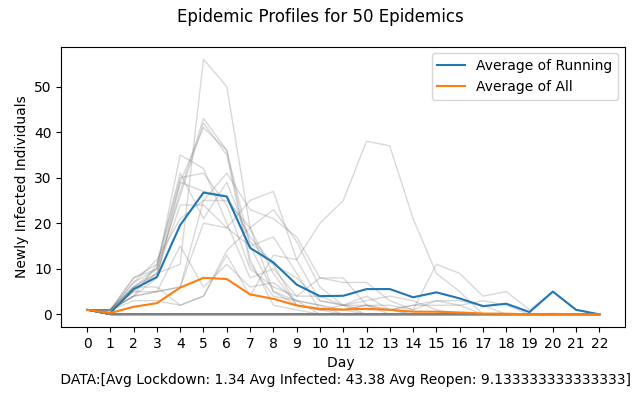 Epidemic Profiles for 50 Epidemics
Newly Infected Individuals
50
40
30
20
10
0
Average of Running
Average of All
0 1 2 3 4 5 6 7 8 9 10 11 12 13 14 15 16 17 18 19 20 21 22
Day
DATA:[Avg Lockdown: 1.34 Avg Infected: 43.38 Avg Reopen: 9.133333333333333]